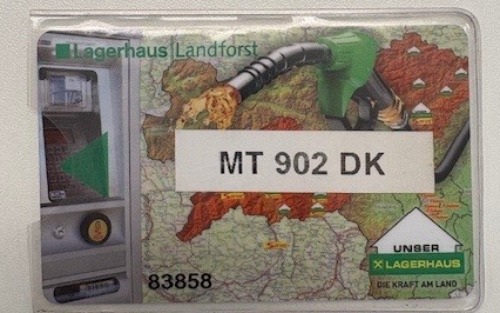 Lagerhaus Landforst
MT 902 DK
83858
UNSER
LAGERHAUS
DIE KRAFT AM LAND